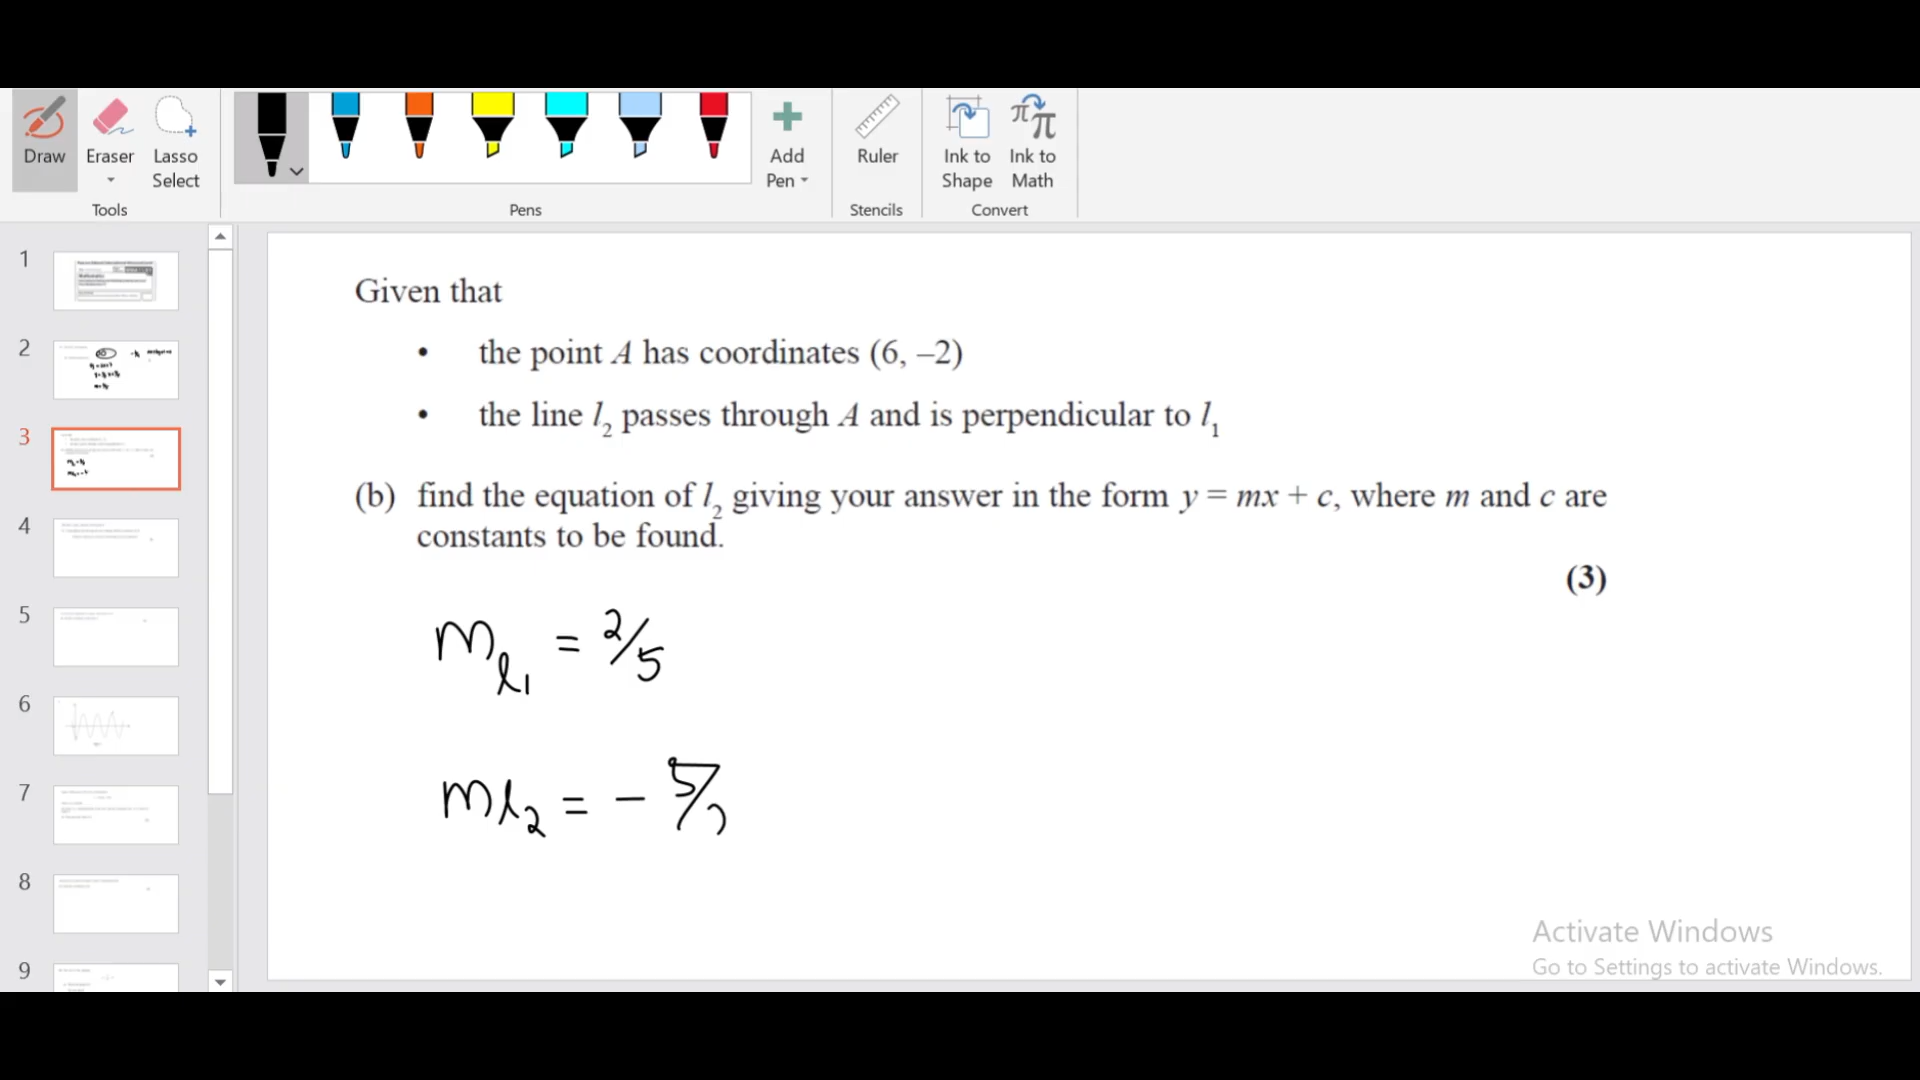 Draw
Eraser
Lasso
Select
Tools
Pens
Add
Pen
Ruler
Stencils
Ink to
Shape
Ink to
Math
Convert
1
2
3
4
5
6
7
8
9
Given that
• the point A has coordinates (6, –2)
• the line l₂ passes through A and is perpendicular to l₁
(b) find the equation of l₂ giving your answer in the form y = mx + c, where m and c are
constants to be found.
(3)
m l₁ = 2/5
m l₂ = - 5/
Activate Windows
Go to Settings to activate Windows.